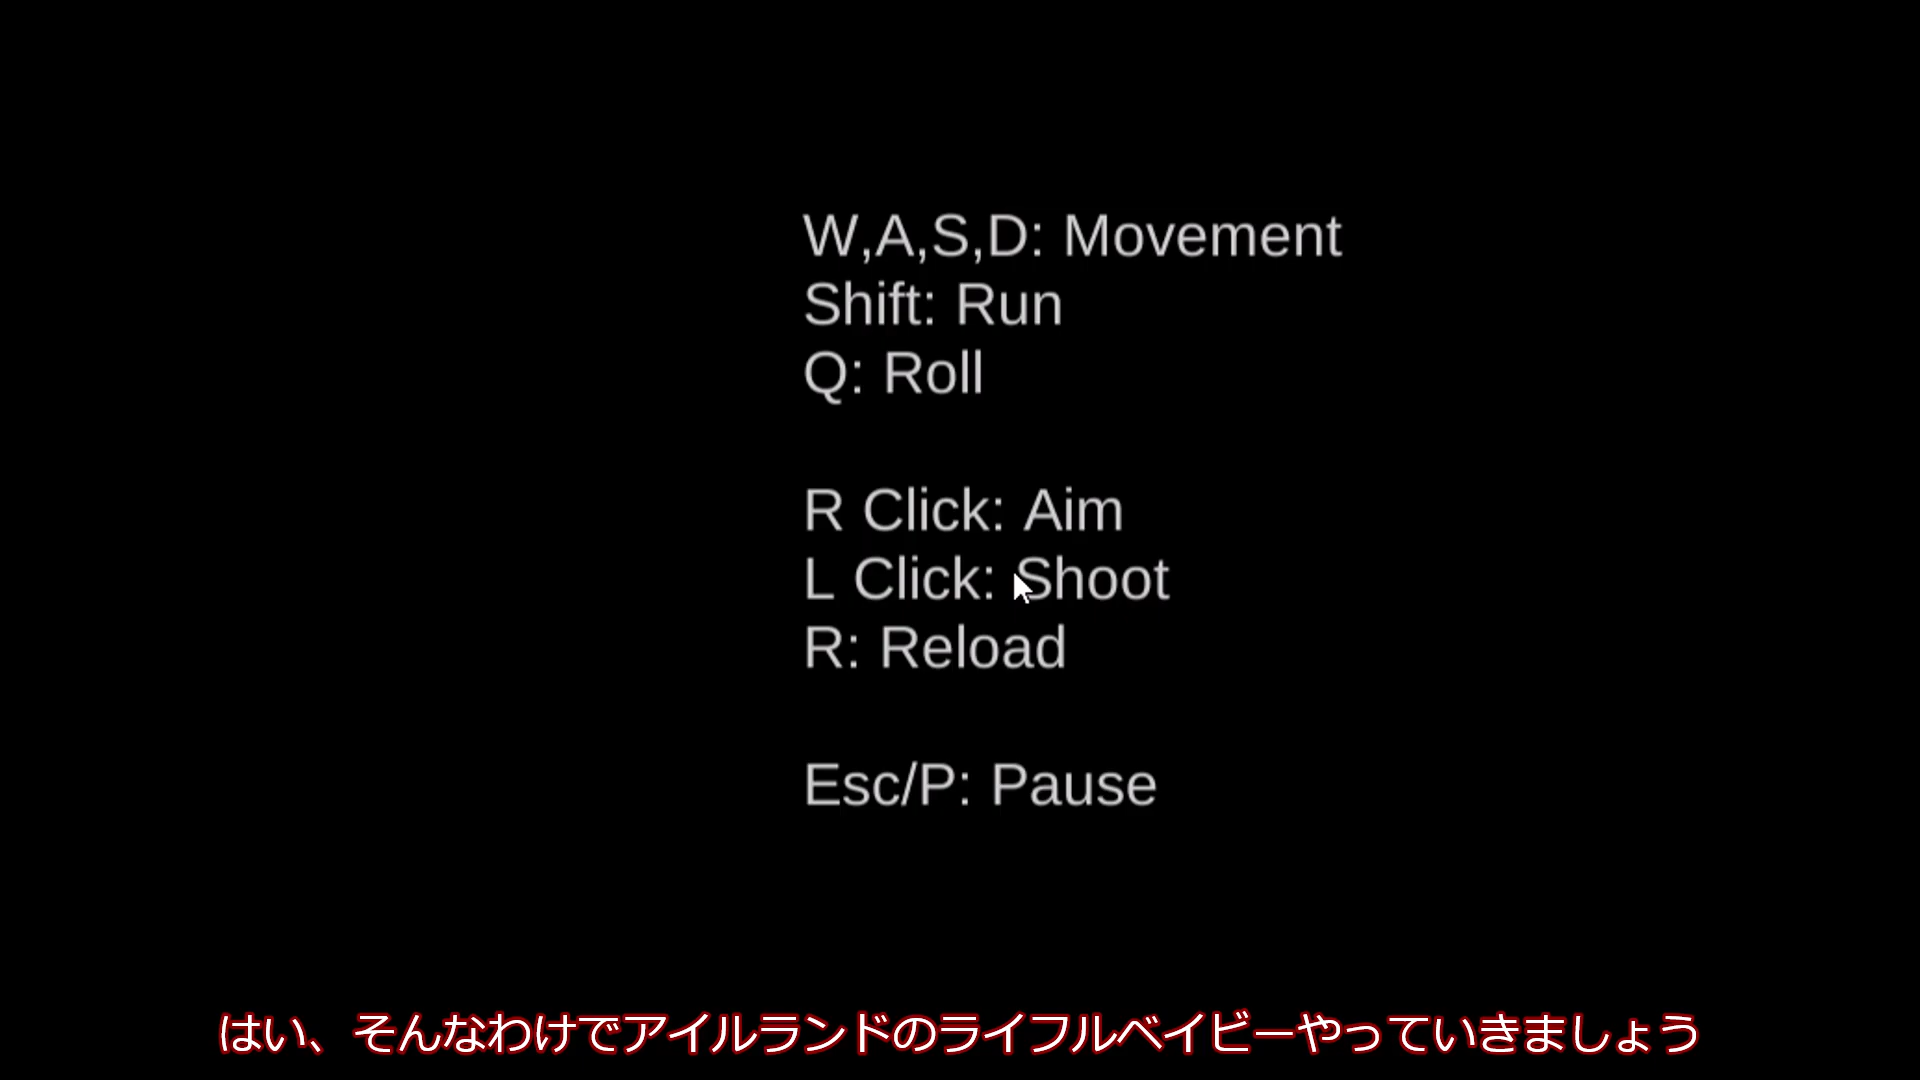 W,A,S,D: Movement
Shift: Run
Q: Roll
R Click: Aim
L Click: Shoot
R: Reload
Esc/P: Pause
はい、そんなわけでアイルランドのライフルベイビーやっていきましょう